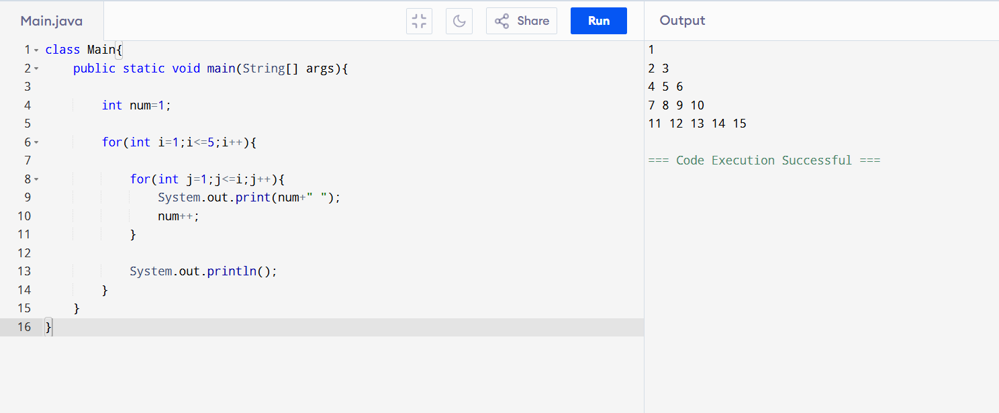 Main.java
Share
Run
Output
1 class Main{
2     public static void main(String[] args){
3
4         int num=1;
5
6         for(int i=1;i<=5;i++){
7
8             for(int j=1;j<=i;j++){
9                 System.out.print(num+" ");
10                 num++;
11             }
12
13             System.out.println();
14         }
15     }
16 }
1
2 3
4 5 6
7 8 9 10
11 12 13 14 15
=== Code Execution Successful ===